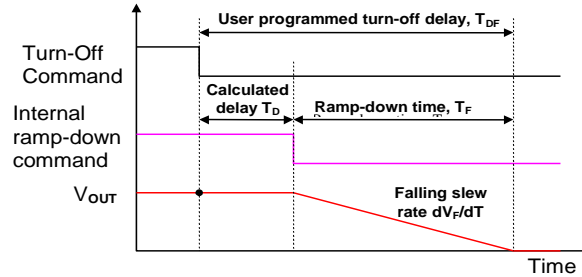 User programmed turn-off delay, TDF
Turn-Off
Command
Calculated
delay TD
Ramp-down time, TF
Internal
ramp-down
command
VOUT
Falling slew
rate dVF/dT
Time